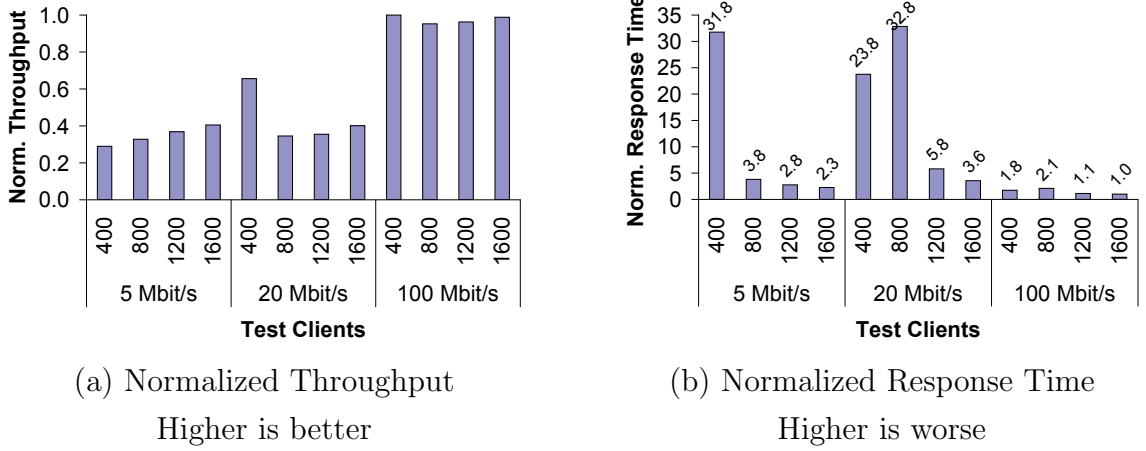 Norm. Throughput
1.0
0.8
0.6
0.4
0.2
0.0
400 800 1200 1600 400 800 1200 1600 400 800 1200 1600
5 Mbit/s 20 Mbit/s 100 Mbit/s
Test Clients
(a) Normalized Throughput
Higher is better
Norm. Response Time
35
30
25
20
15
10
5
0
31.8 3.8 2.8 2.3 23.8 32.8 5.8 3.6 1.8 2.1 1.1 1.0
400 800 1200 1600 400 800 1200 1600 400 800 1200 1600
5 Mbit/s 20 Mbit/s 100 Mbit/s
Test Clients
(b) Normalized Response Time
Higher is worse